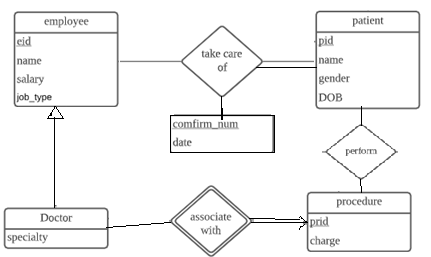 employee
eid
name
salary
job_type
take care
of
patient
pid
name
gender
DOB
comfirm_num
date
perform
Doctor
specialty
associate
with
procedure
prid
charge